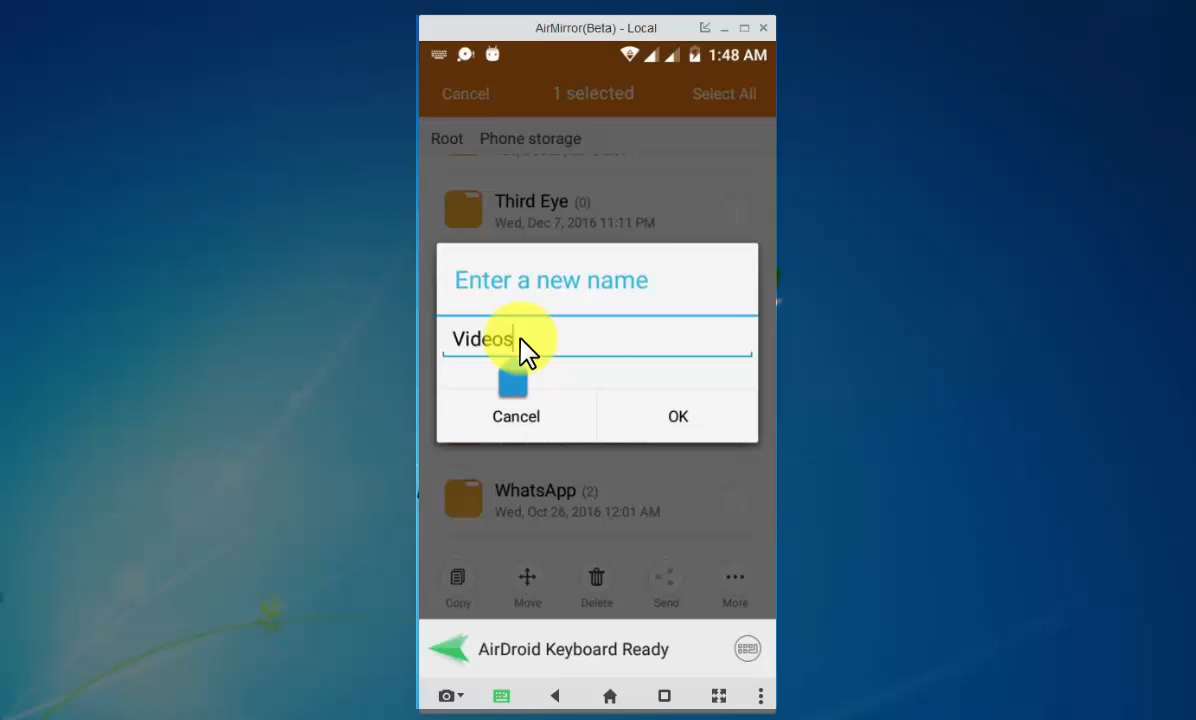 AirMirror(Beta) - Local
1:48 AM
Cancel 1 selected Select All
Root Phone storage
Third Eye (0)
Wed, Dec 7, 2016 11:11 PM
Enter a new name
Videos
Cancel OK
WhatsApp (2)
Wed, Oct 26, 2016 12:01 AM
Copy Move Delete Send More
AirDroid Keyboard Ready